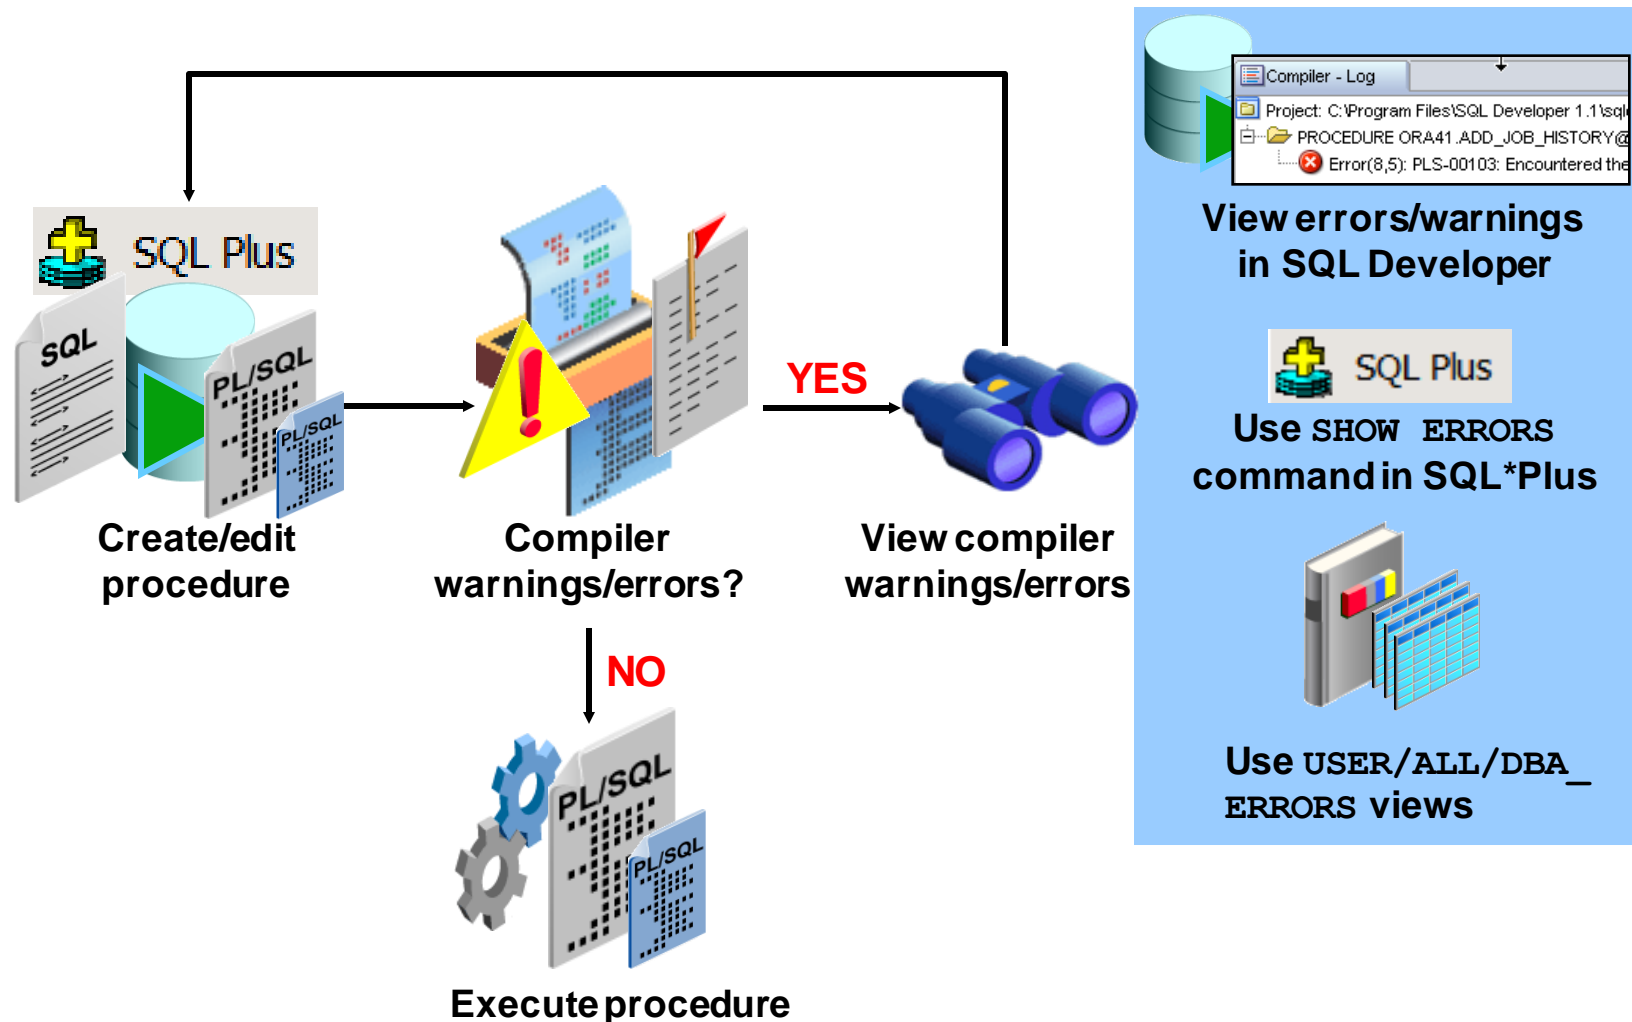 SQL Plus
SQL
PL/SQL
PL/SQL
Create/edit
procedure
Compiler
warnings/errors?
YES
View compiler
warnings/errors
NO
PL/SQL
PL/SQL
Execute procedure
Compiler - Log
Project: C:\Program Files\SQL Developer 1.1\sql
PROCEDURE ORA41.ADD_JOB_HISTORY@
Error(8,5): PLS-00103: Encountered the
View errors/warnings
in SQL Developer
SQL Plus
Use SHOW ERRORS
command in SQL*Plus
Use USER/ALL/DBA_
ERRORS views